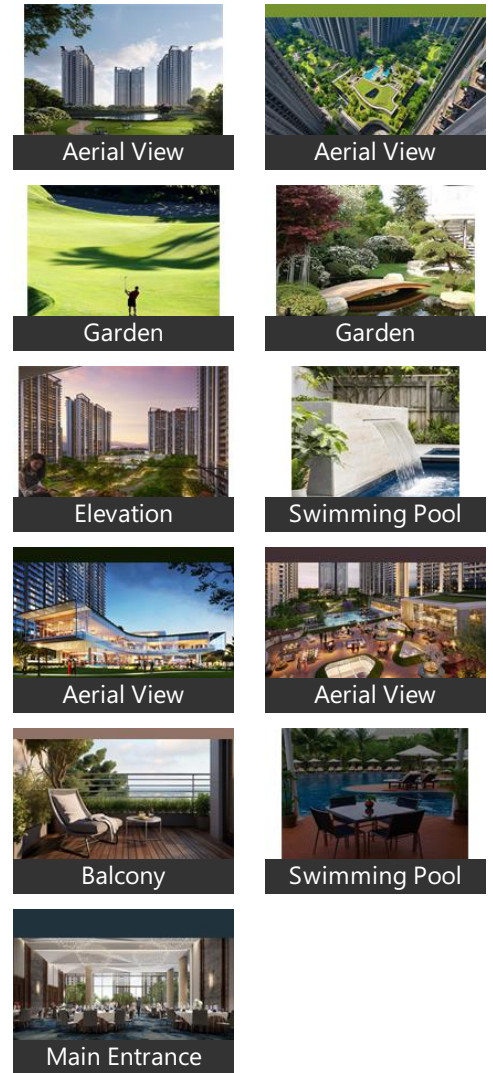 Aerial View
Aerial View
Garden
Garden
Elevation
Swimming Pool
Aerial View
Aerial View
Balcony
Swimming Pool
Main Entrance